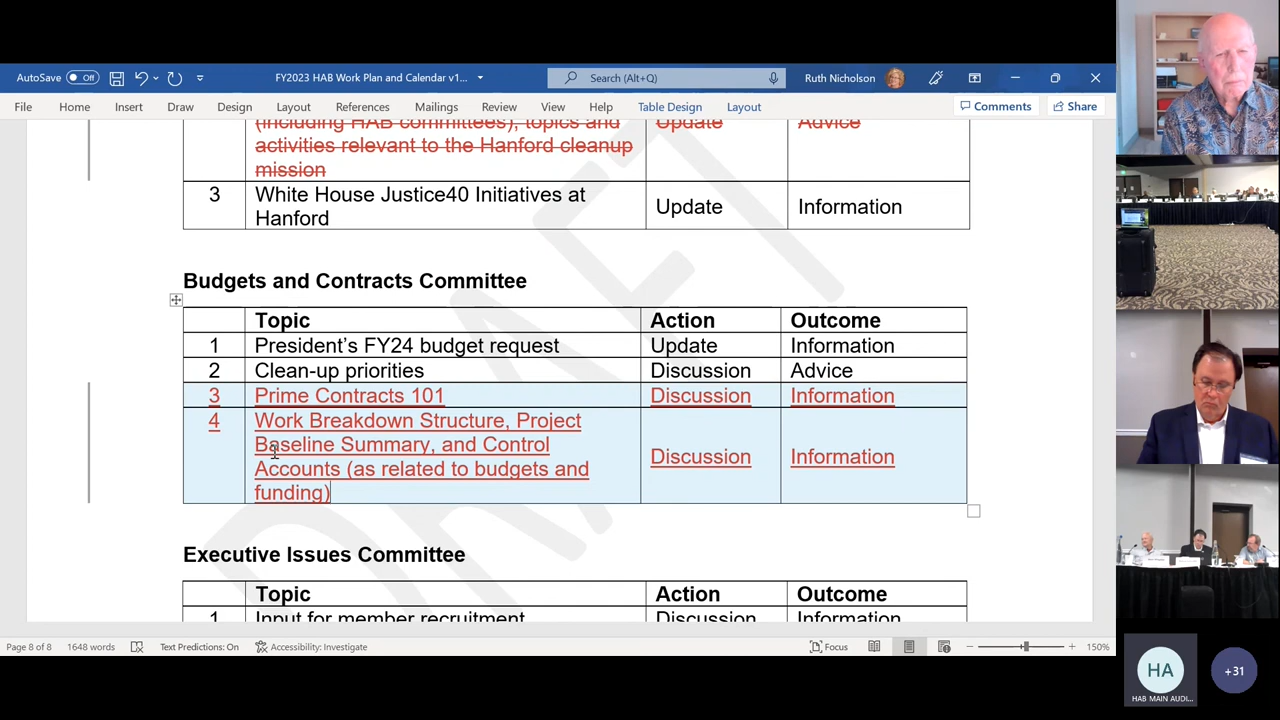 AutoSave Off FY2023 HAB Work Plan and Calendar v1... Search (Alt+Q) Ruth Nicholson
File Home Insert Draw Design Layout References Mailings Review View Help Table Design Layout Comments Share
(including HAB committees), topics and Update Advice
activities relevant to the Hanford cleanup
mission
3 White House Justice40 Initiatives at
Hanford Update Information
Budgets and Contracts Committee
Topic Action Outcome
1 President’s FY24 budget request Update Information
2 Clean-up priorities Discussion Advice
3 Prime Contracts 101 Discussion Information
4 Work Breakdown Structure, Project
Baseline Summary, and Control
Accounts (as related to budgets and Discussion Information
funding)
Executive Issues Committee
Topic Action Outcome
1 Input for member recruitment Discussion Information
DRAFT
Page 8 of 8 1648 words Text Predictions: On Accessibility: Investigate Focus 150%
HA
HAB MAIN AUDI...
+31